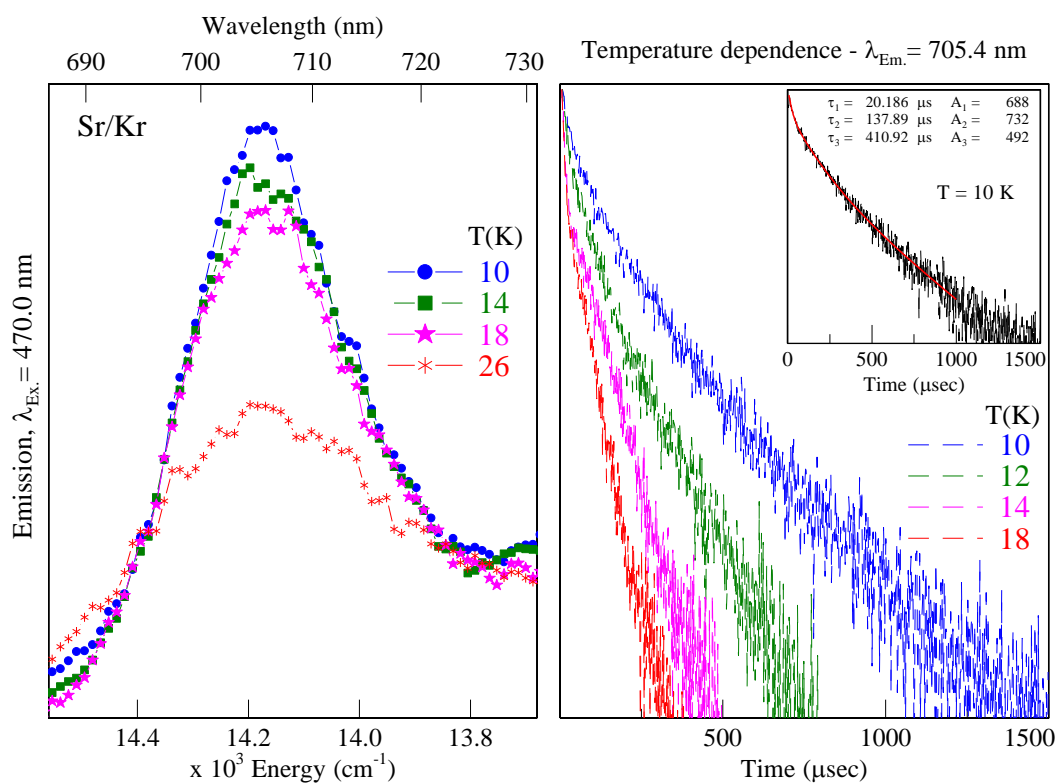 Wavelength (nm)
690 700 710 720 730
Sr/Kr
T(K)
10
14
18
26
Emission, λEx.= 470.0 nm
14.4 14.2 14.0 13.8
x 10³ Energy (cm⁻¹)
Temperature dependence - λEm.= 705.4 nm
τ₁ = 20.186 μs A₁ = 688
τ₂ = 137.89 μs A₂ = 732
τ₃ = 410.92 μs A₃ = 492
T = 10 K
0 500 1000 1500
Time (μsec)
T(K)
10
12
14
18
500 1000 1500
Time (μsec)